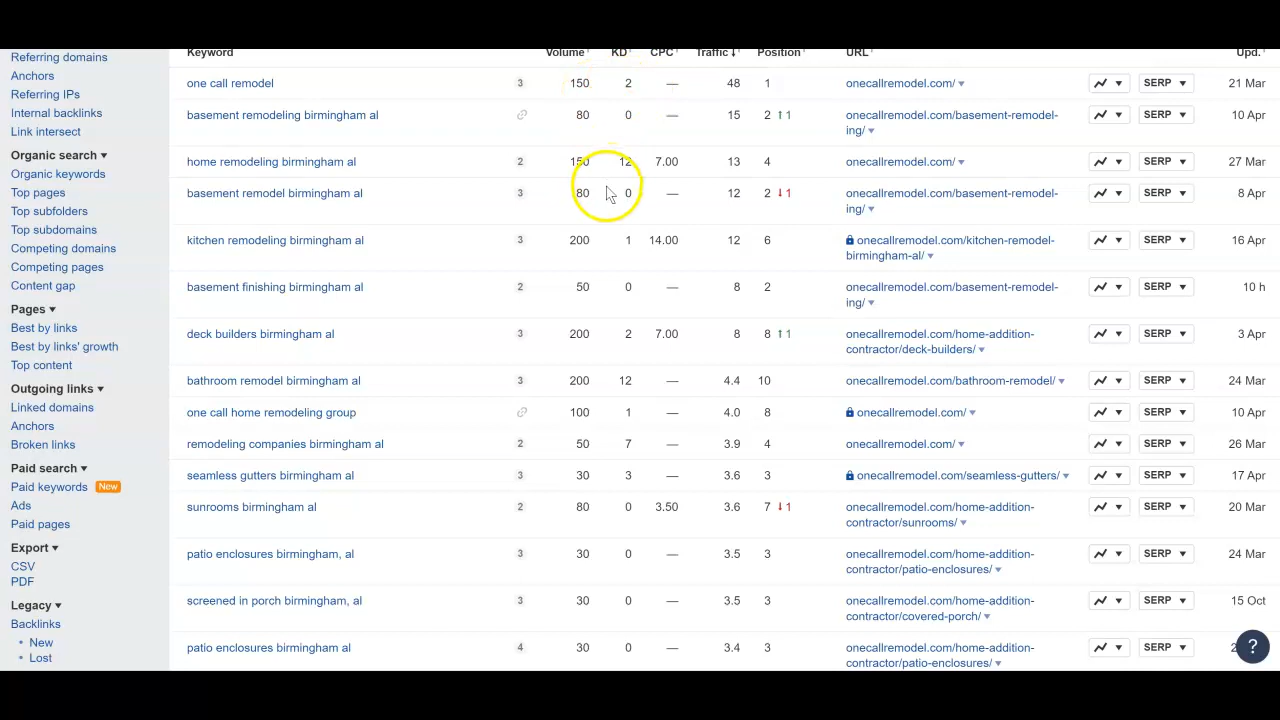 Referring domains
Anchors
Referring IPs
Internal backlinks
Link intersect
Organic search
Organic keywords
Top pages
Top subfolders
Top subdomains
Competing domains
Competing pages
Content gap
Pages
Best by links
Best by links' growth
Top content
Outgoing links
Linked domains
Anchors
Broken links
Paid search
Paid keywords New
Ads
Paid pages
Export
CSV
PDF
Legacy
Backlinks
• New
• Lost
Keyword Volume KD CPC Traffic Position URL Upd.
one call remodel 3 150 2 — 48 1 onecallremodel.com/ SERP 21 Mar
basement remodeling birmingham al 80 0 — 15 2 ↑1 onecallremodel.com/basement-remodel- SERP 10 Apr
ing/
home remodeling birmingham al 2 150 12 7.00 13 4 onecallremodel.com/ SERP 27 Mar
basement remodel birmingham al 3 80 0 — 12 2 ↓1 onecallremodel.com/basement-remodel- SERP 8 Apr
ing/
kitchen remodeling birmingham al 3 200 1 14.00 12 6 onecallremodel.com/kitchen-remodel- SERP 16 Apr
birmingham-al/
basement finishing birmingham al 2 50 0 — 8 2 onecallremodel.com/basement-remodel- SERP 10 h
ing/
deck builders birmingham al 3 200 2 7.00 8 8 ↑1 onecallremodel.com/home-addition- SERP 3 Apr
contractor/deck-builders/
bathroom remodel birmingham al 3 200 12 — 4.4 10 onecallremodel.com/bathroom-remodel/ SERP 24 Mar
one call home remodeling group 100 1 — 4.0 8 onecallremodel.com/ SERP 10 Apr
remodeling companies birmingham al 2 50 7 — 3.9 4 onecallremodel.com/ SERP 26 Mar
seamless gutters birmingham al 3 30 3 — 3.6 3 onecallremodel.com/seamless-gutters/ SERP 17 Apr
sunrooms birmingham al 2 80 0 3.50 3.6 7 ↓1 onecallremodel.com/home-addition- SERP 20 Mar
contractor/sunrooms/
patio enclosures birmingham, al 3 30 0 — 3.5 3 onecallremodel.com/home-addition- SERP 24 Mar
contractor/patio-enclosures/
screened in porch birmingham, al 3 30 0 — 3.5 3 onecallremodel.com/home-addition- SERP 15 Oct
contractor/covered-porch/
patio enclosures birmingham al 4 30 0 — 3.4 3 onecallremodel.com/home-addition- SERP
contractor/patio-enclosures/
?